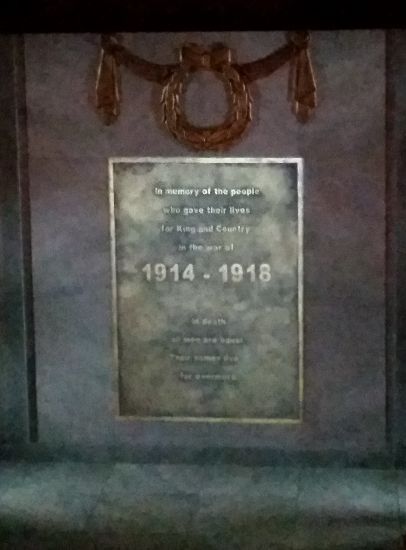 In memory of the people
who gave their lives
for King and Country
in the war of
1914 - 1918
In death
all men are equal
Their names live
for evermore